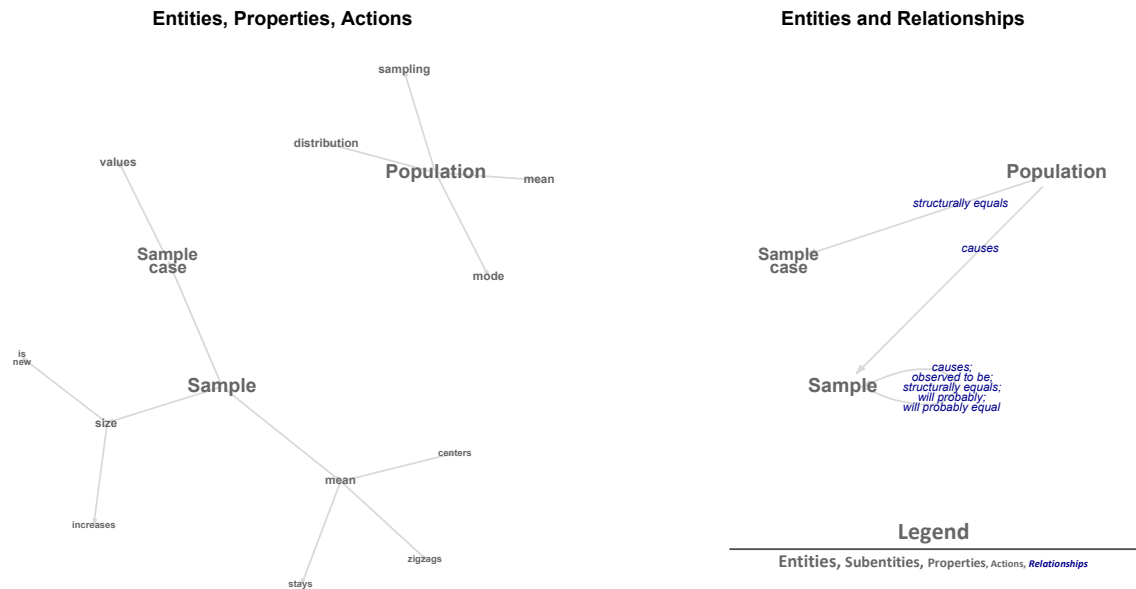 Entities, Properties, Actions
sampling
distribution
values
Population
mean
Sample
case
mode
is
new
Sample
size
centers
mean
increases
zigzags
stays
Entities and Relationships
Population
structurally equals
causes
Sample
case
causes;
observed to be;
Sample
structurally equals;
will probably;
will probably equal
Legend
Entities, Subentities, Properties, Actions, Relationships